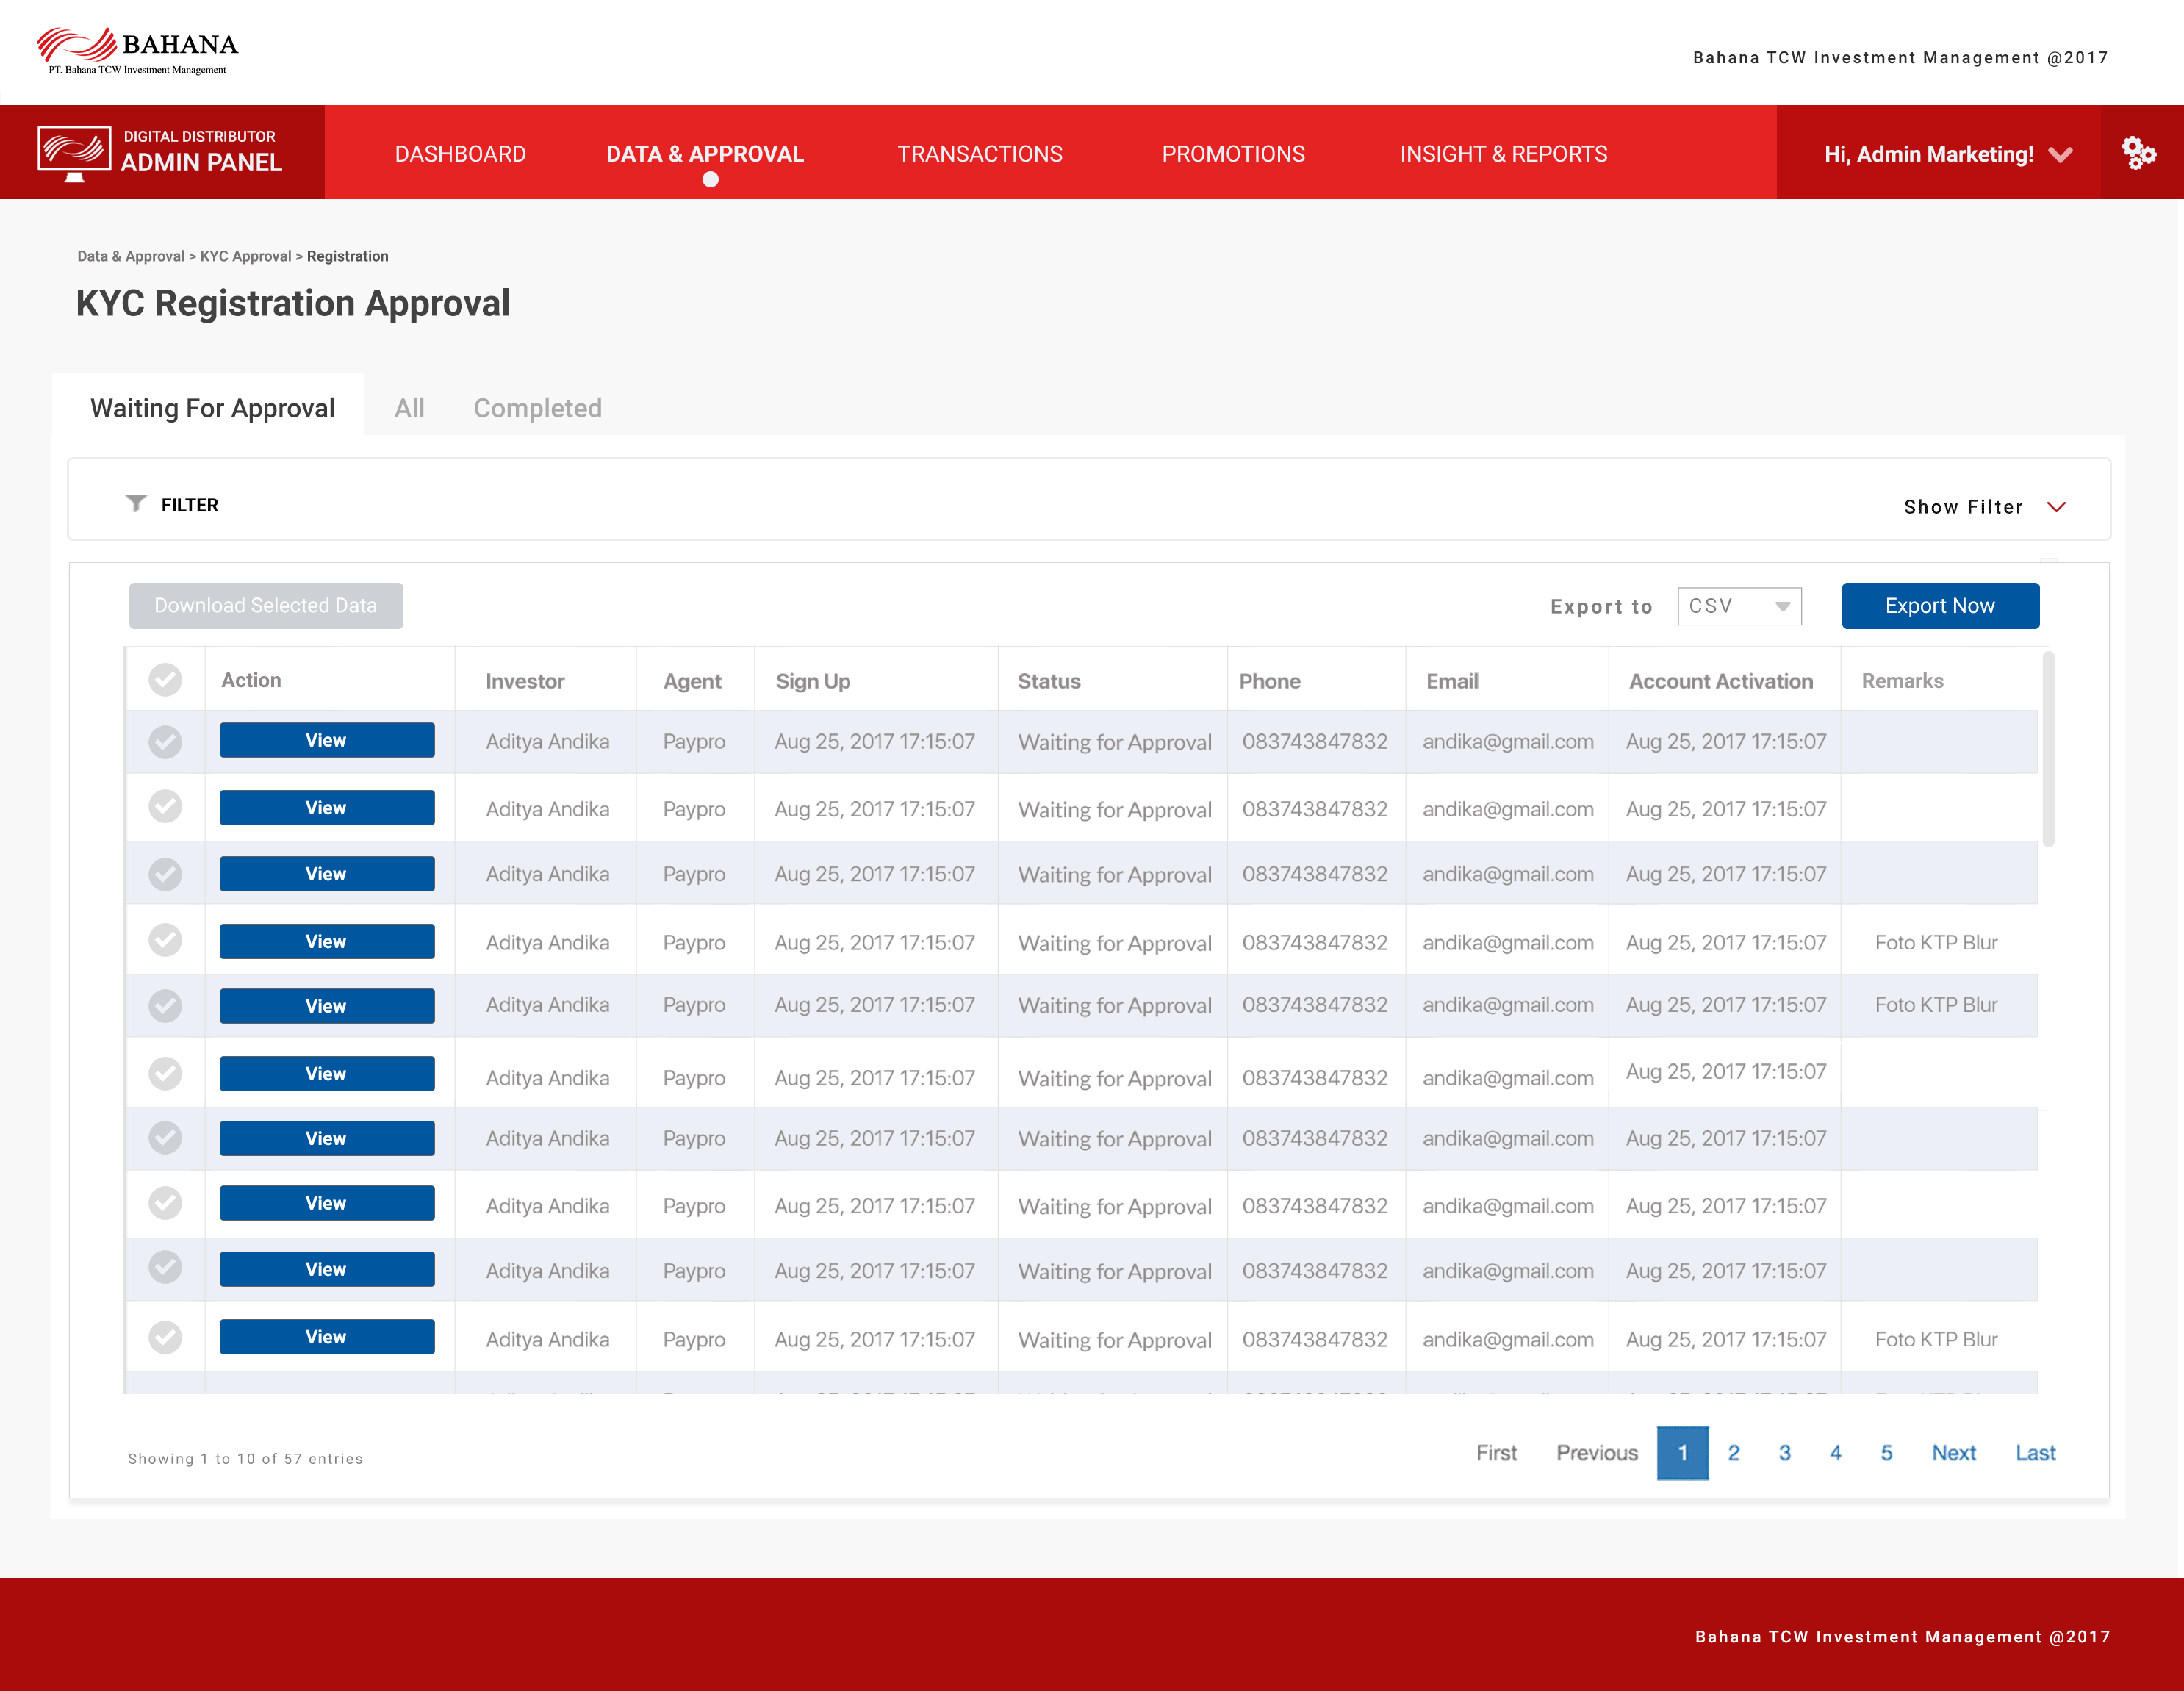 BAHANA
PT. Bahana TCW Investment Management
Bahana TCW Investment Management @2017
DIGITAL DISTRIBUTOR
ADMIN PANEL
DASHBOARD DATA & APPROVAL TRANSACTIONS PROMOTIONS INSIGHT & REPORTS Hi, Admin Marketing!
Data & Approval > KYC Approval > Registration
KYC Registration Approval
Waiting For Approval All Completed
FILTER Show Filter
Download Selected Data Export to CSV Export Now
Action Investor Agent Sign Up Status Phone Email Account Activation Remarks
View Aditya Andika Paypro Aug 25, 2017 17:15:07 Waiting for Approval 083743847832 andika@gmail.com Aug 25, 2017 17:15:07
View Aditya Andika Paypro Aug 25, 2017 17:15:07 Waiting for Approval 083743847832 andika@gmail.com Aug 25, 2017 17:15:07
View Aditya Andika Paypro Aug 25, 2017 17:15:07 Waiting for Approval 083743847832 andika@gmail.com Aug 25, 2017 17:15:07
View Aditya Andika Paypro Aug 25, 2017 17:15:07 Waiting for Approval 083743847832 andika@gmail.com Aug 25, 2017 17:15:07 Foto KTP Blur
View Aditya Andika Paypro Aug 25, 2017 17:15:07 Waiting for Approval 083743847832 andika@gmail.com Aug 25, 2017 17:15:07 Foto KTP Blur
View Aditya Andika Paypro Aug 25, 2017 17:15:07 Waiting for Approval 083743847832 andika@gmail.com Aug 25, 2017 17:15:07
View Aditya Andika Paypro Aug 25, 2017 17:15:07 Waiting for Approval 083743847832 andika@gmail.com Aug 25, 2017 17:15:07
View Aditya Andika Paypro Aug 25, 2017 17:15:07 Waiting for Approval 083743847832 andika@gmail.com Aug 25, 2017 17:15:07
View Aditya Andika Paypro Aug 25, 2017 17:15:07 Waiting for Approval 083743847832 andika@gmail.com Aug 25, 2017 17:15:07
View Aditya Andika Paypro Aug 25, 2017 17:15:07 Waiting for Approval 083743847832 andika@gmail.com Aug 25, 2017 17:15:07 Foto KTP Blur
Showing 1 to 10 of 57 entries First Previous 1 2 3 4 5 Next Last
Bahana TCW Investment Management @2017